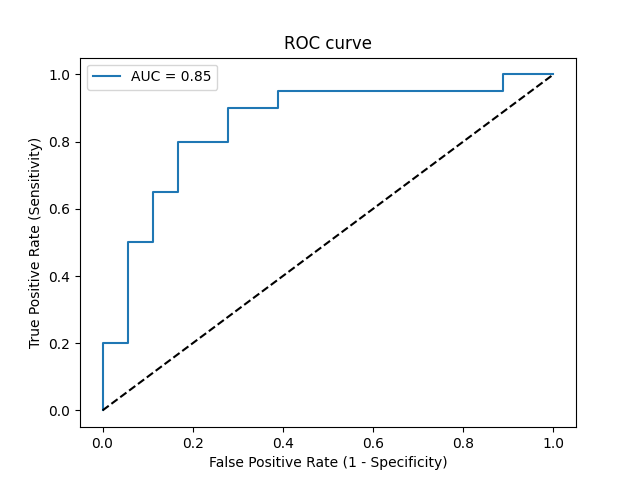 ROC curve
AUC = 0.85
1.0
0.8
0.6
0.4
0.2
0.0
True Positive Rate (Sensitivity)
0.0 0.2 0.4 0.6 0.8 1.0
False Positive Rate (1 - Specificity)